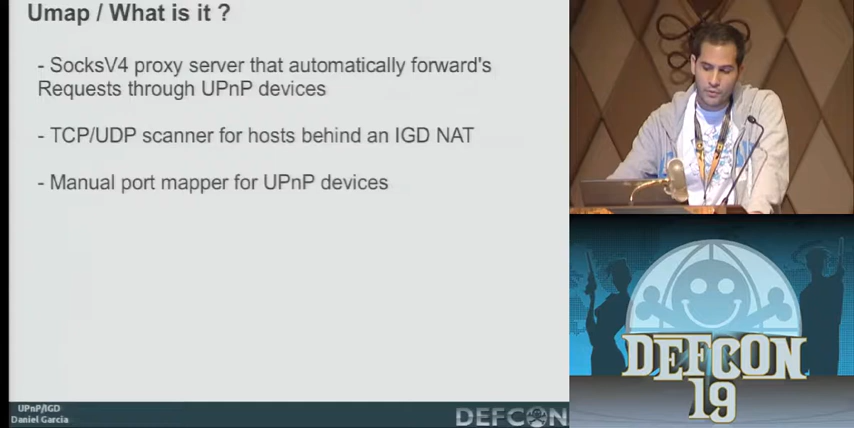 Umap / What is it ?
- SocksV4 proxy server that automatically forward's
Requests through UPnP devices
- TCP/UDP scanner for hosts behind an IGD NAT
- Manual port mapper for UPnP devices
UPnP/IGD
Daniel Garcia
DEFCON
DEFCON
19